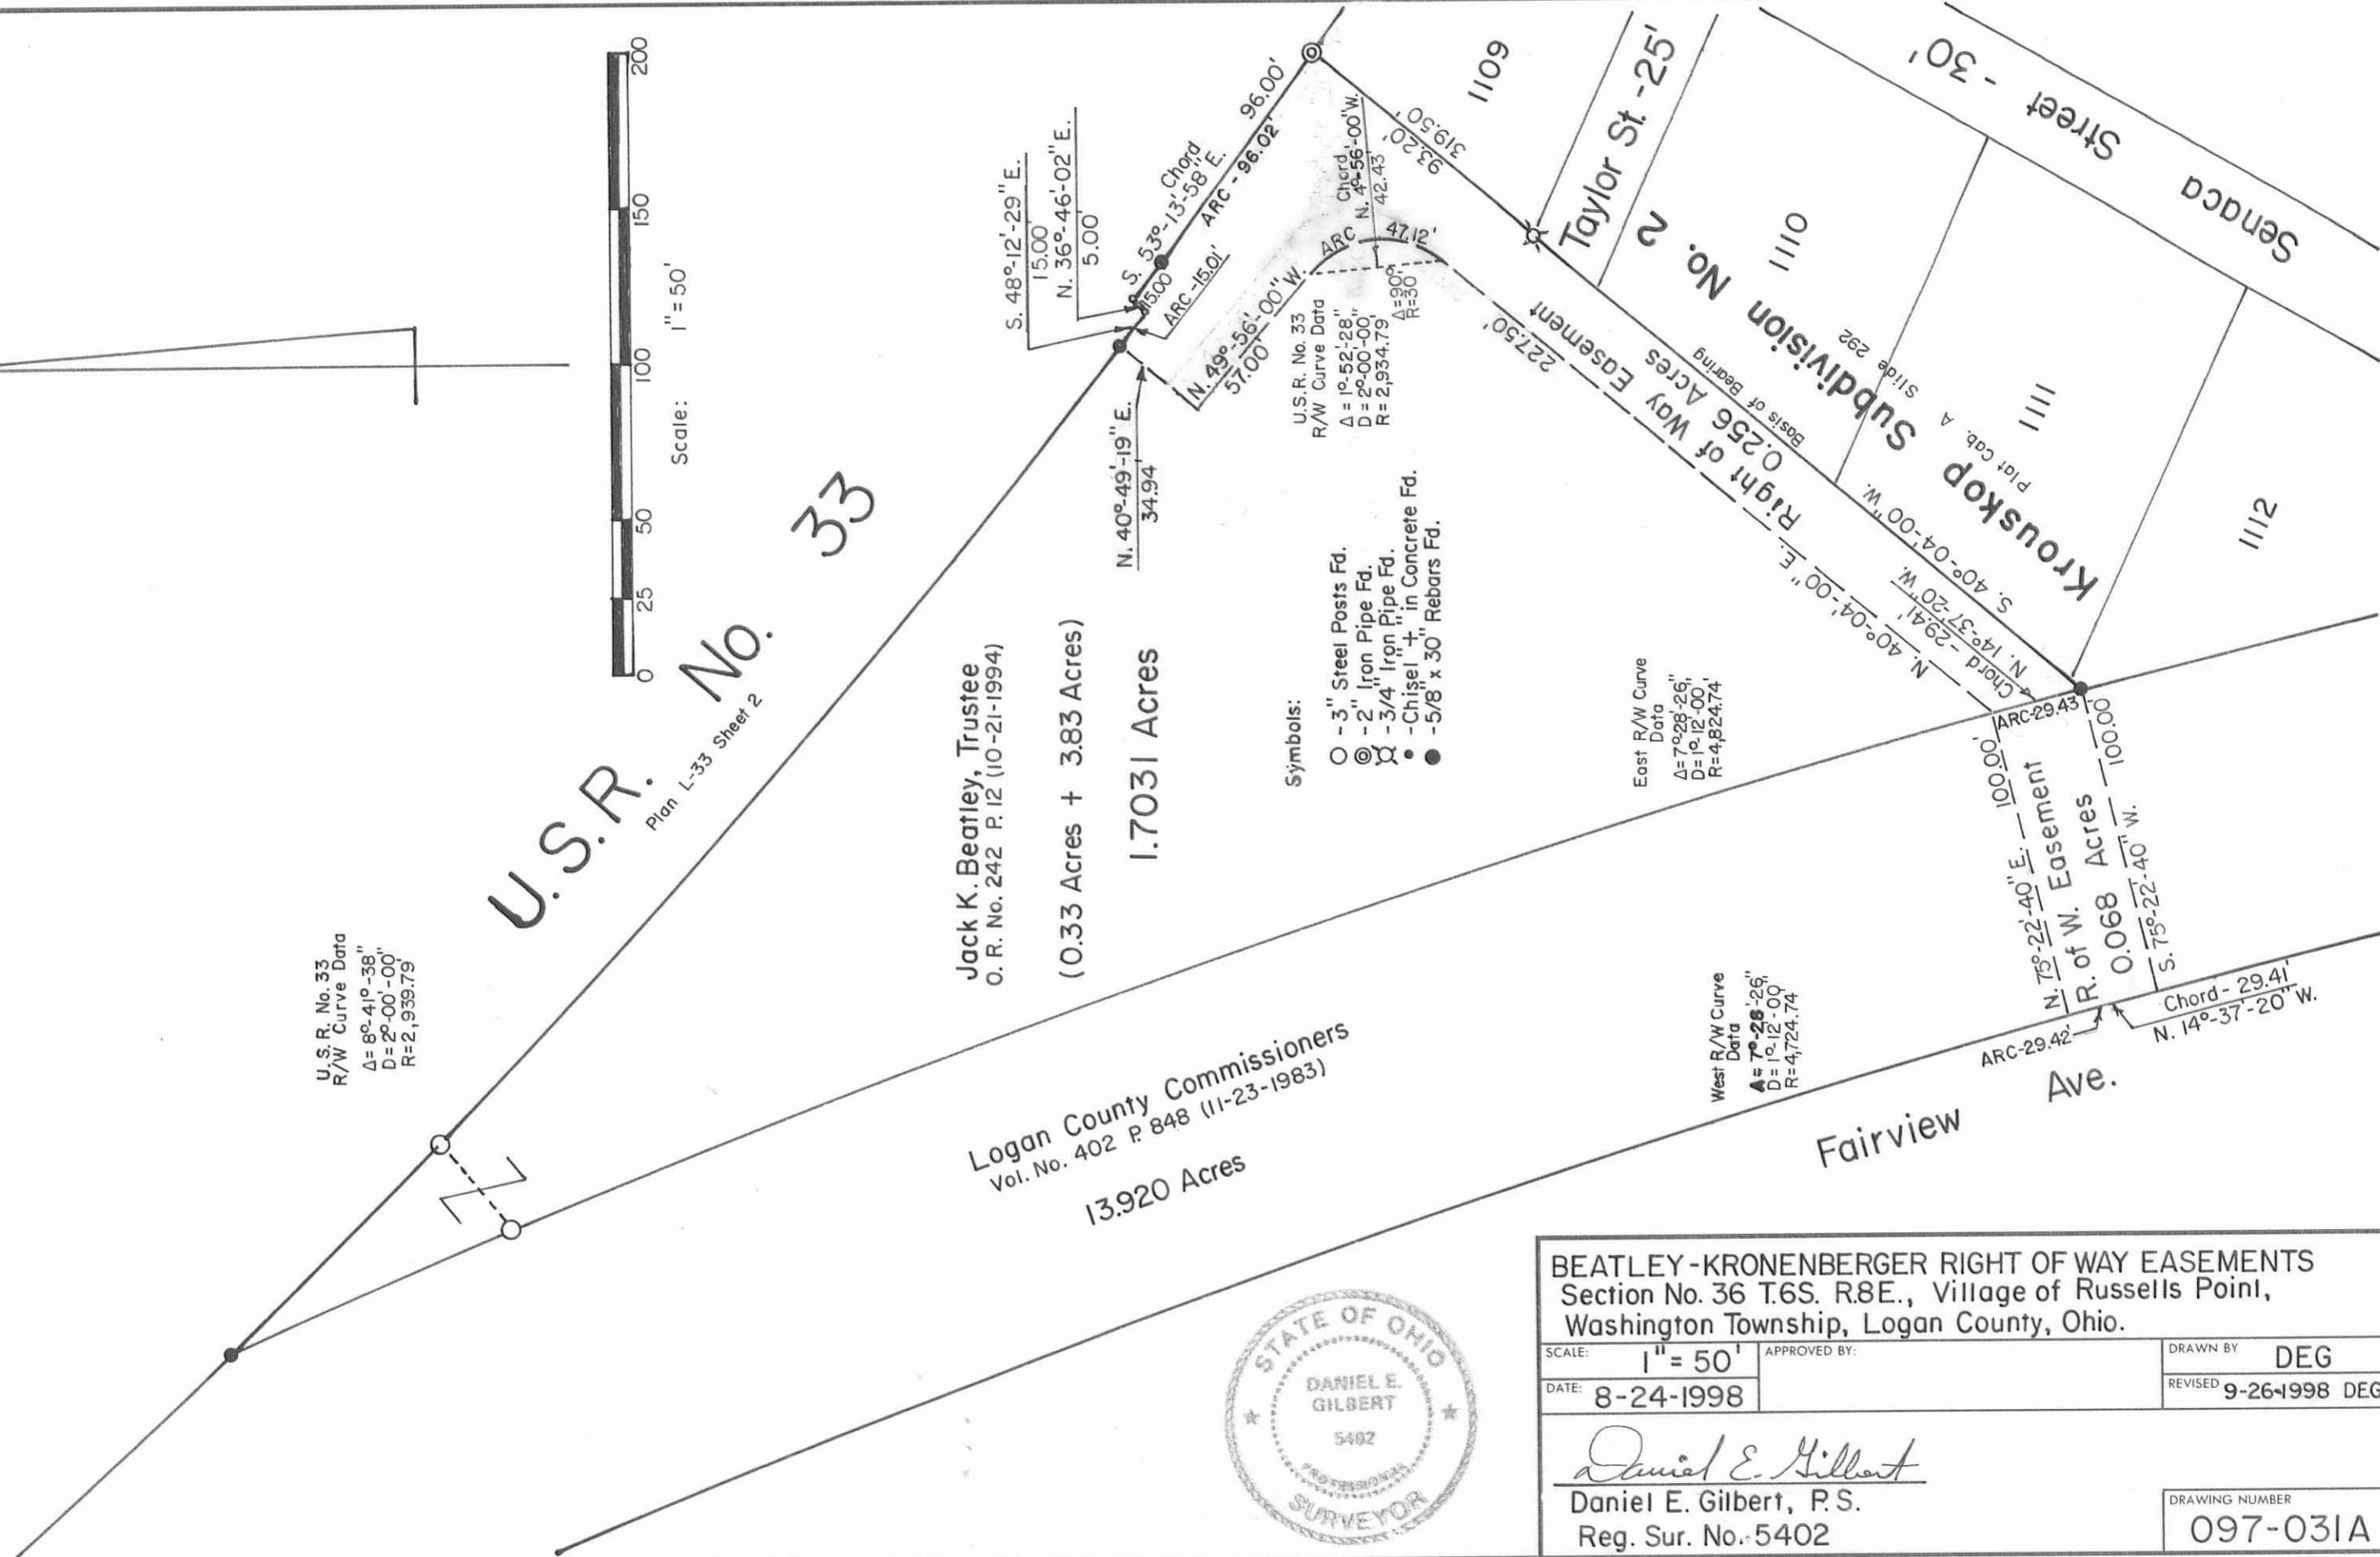 0
25
50
100
150
200
Scale: 1" = 50'
U.S.R. No. 33
Plan L-33 Sheet 2
U.S.R. No. 33
R/W Curve Data
Δ= 8°-41°-38"
D= 2°-00'-00"
R=2,939.79'
S. 48°-12'-29" E.
15.00'
N. 36°-46'-02" E.
5.00'
S. 53°-13'-58" E.
Chord
96.00'
ARC - 96.02'
15.00'
ARC -15.01'
N. 40°-49'-19" E.
34.94'
N. 49°-56'-00" W.
57.00'
ARC 47.12'
Chord
N. 4°-56'-00" W.
42.43'
Δ=90°
R=30'
U.S.R. No. 33
R/W Curve Data
Δ = 1°-52'-28"
D = 2°-00'-00"
R= 2,934.79'
93.20'
319.50'
1109
Taylor St. -25'
1110
1111
1112
Senaca Street - 30'
Krouskop Subdivision No. 2
Plat Cab. A Slide 292
227.50'
Right of Way Easement
0.256 Acres
Basis of Bearing
S. 40°-04'-00" W.
N. 40°-04'-00" E.
Chord - 29.41'
N. 14°-37'-20" W.
ARC-29.43'
Jack K. Beatley, Trustee
O. R. No. 242 P. 12 (10-21-1994)
(0.33 Acres + 3.83 Acres)
1.7031 Acres
Symbols:
- 3" Steel Posts Fd.
- 2" Iron Pipe Fd.
- 3/4" Iron Pipe Fd.
- Chisel "+" in Concrete Fd.
- 5/8" x 30" Rebars Fd.
East R/W Curve
Data
Δ=7°-28'-26"
D=1°-12'-00"
R=4,824.74'
West R/W Curve
Data
Δ= 7°-28'-26"
D= 1°-12'-00"
R=4,724.74
N. 75°-22'-40" E. 100.00'
R. of W. Easement
0.068 Acres
S. 75°-22'-40" W. 100.00
ARC-29.42'
Chord - 29.41'
N. 14°-37'-20" W.
Logan County Commissioners
Vol. No. 402 P. 848 (11-23-1983)
13.920 Acres
Fairview Ave.
STATE OF OHIO
DANIEL E.
GILBERT
5402
PROFESSIONAL
SURVEYOR
BEATLEY-KRONENBERGER RIGHT OF WAY EASEMENTS
Section No. 36 T.6S. R.8E., Village of Russells Point,
Washington Township, Logan County, Ohio.
SCALE: 1" = 50'
APPROVED BY:
DRAWN BY DEG
DATE: 8-24-1998
REVISED 9-26-1998 DEG
Daniel E. Gilbert
Daniel E. Gilbert, P.S.
Reg. Sur. No. 5402
DRAWING NUMBER
097-031A